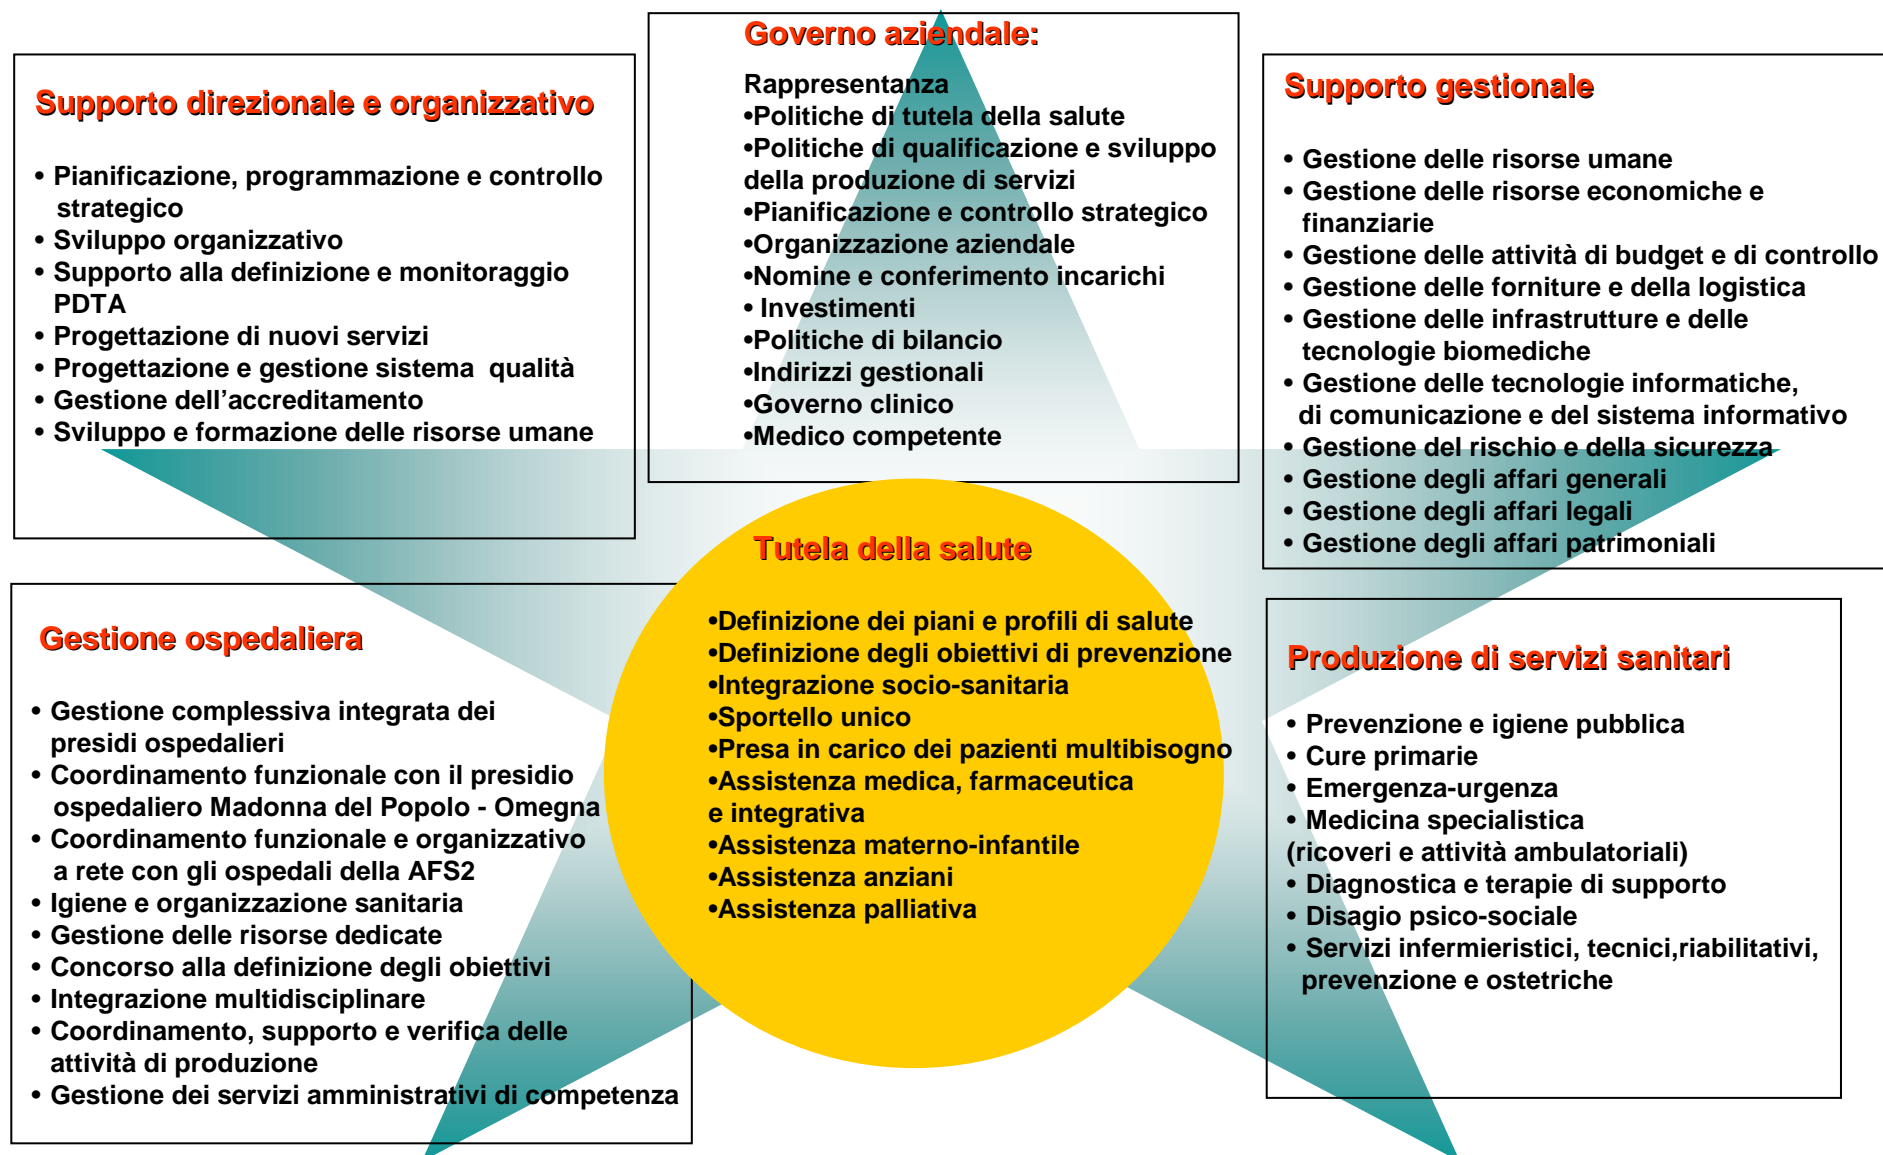 Governo aziendale:
Rappresentanza
•Politiche di tutela della salute
•Politiche di qualificazione e sviluppo
della produzione di servizi
•Pianificazione e controllo strategico
•Organizzazione aziendale
•Nomine e conferimento incarichi
• Investimenti
•Politiche di bilancio
•Indirizzi gestionali
•Governo clinico
•Medico competente
Supporto direzionale e organizzativo
• Pianificazione, programmazione e controllo
strategico
• Sviluppo organizzativo
• Supporto alla definizione e monitoraggio
PDTA
• Progettazione di nuovi servizi
• Progettazione e gestione sistema  qualità
• Gestione dell’accreditamento
• Sviluppo e formazione delle risorse umane
Supporto gestionale
• Gestione delle risorse umane
• Gestione delle risorse economiche e
finanziarie
• Gestione delle attività di budget e di controllo
• Gestione delle forniture e della logistica
• Gestione delle infrastrutture e delle
tecnologie biomediche
• Gestione delle tecnologie informatiche,
di comunicazione e del sistema informativo
• Gestione del rischio e della sicurezza
• Gestione degli affari generali
• Gestione degli affari legali
• Gestione degli affari patrimoniali
Tutela della salute
•Definizione dei piani e profili di salute
•Definizione degli obiettivi di prevenzione
•Integrazione socio-sanitaria
•Sportello unico
•Presa in carico dei pazienti multibisogno
•Assistenza medica, farmaceutica
e integrativa
•Assistenza materno-infantile
•Assistenza anziani
•Assistenza palliativa
Gestione ospedaliera
• Gestione complessiva integrata dei
presidi ospedalieri
• Coordinamento funzionale con il presidio
ospedaliero Madonna del Popolo - Omegna
• Coordinamento funzionale e organizzativo
a rete con gli ospedali della AFS2
• Igiene e organizzazione sanitaria
• Gestione delle risorse dedicate
• Concorso alla definizione degli obiettivi
• Integrazione multidisciplinare
• Coordinamento, supporto e verifica delle
attività di produzione
• Gestione dei servizi amministrativi di competenza
Produzione di servizi sanitari
• Prevenzione e igiene pubblica
• Cure primarie
• Emergenza-urgenza
• Medicina specialistica
(ricoveri e attività ambulatoriali)
• Diagnostica e terapie di supporto
• Disagio psico-sociale
• Servizi infermieristici, tecnici,riabilitativi,
prevenzione e ostetriche